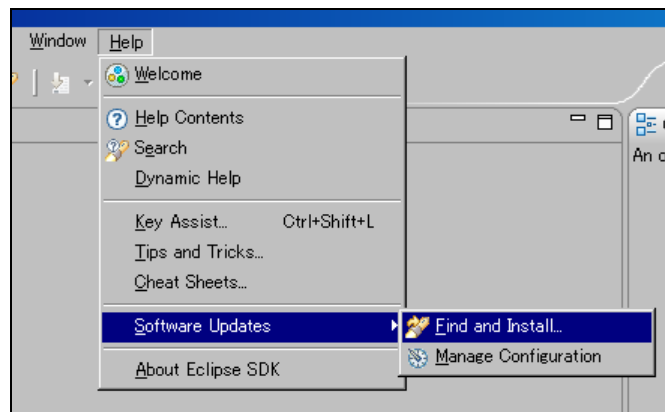 Window Help
Welcome
Help Contents
Search
Dynamic Help
An
Key Assist... Ctrl+Shift+L
Tips and Tricks...
Cheat Sheets...
Software Updates
Find and Install...
Manage Configuration
About Eclipse SDK